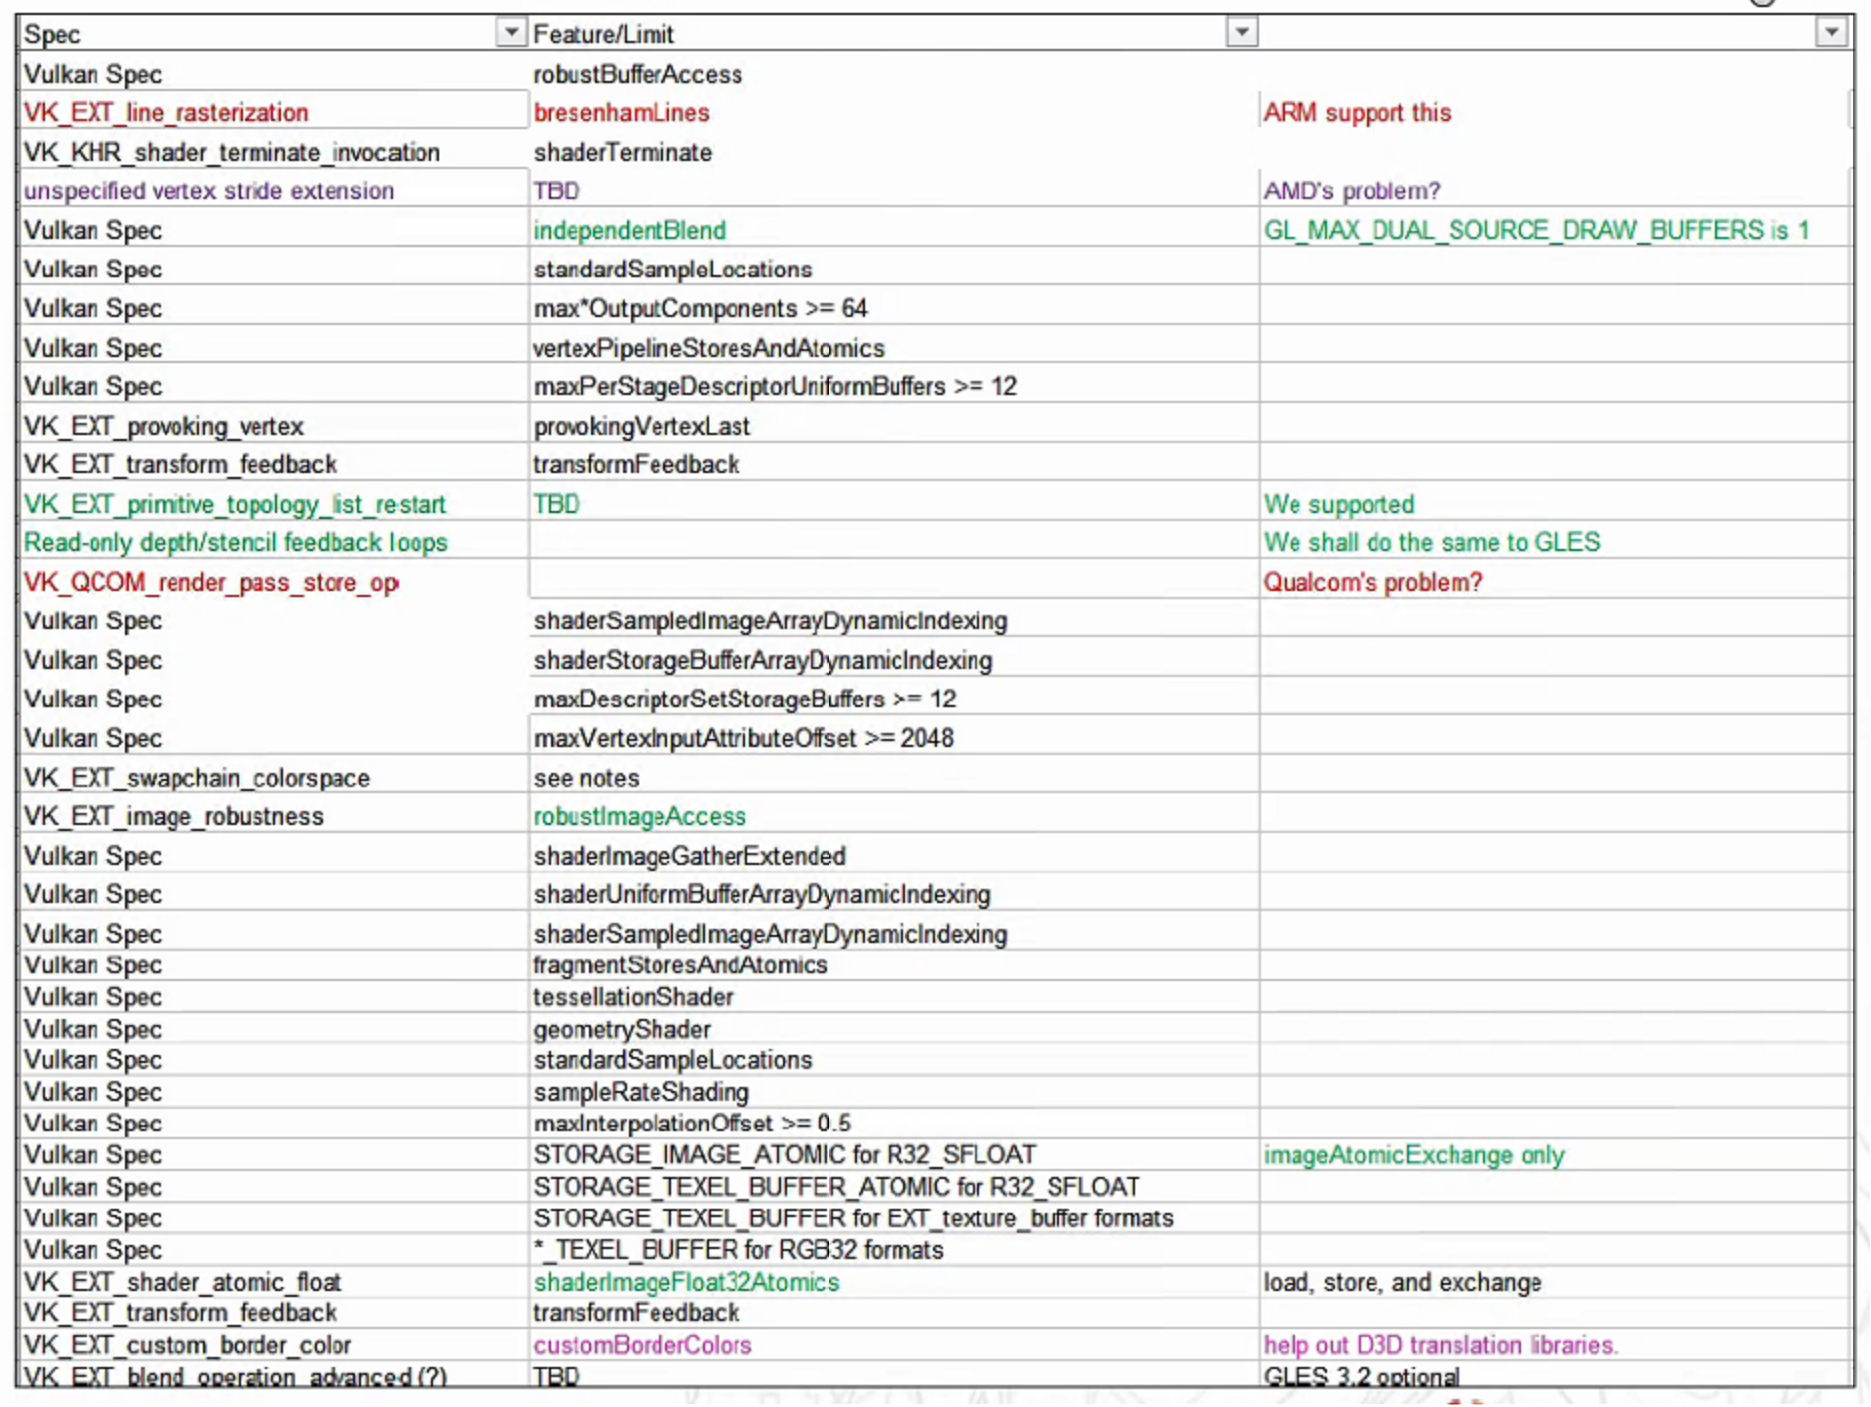 Spec Feature/Limit
Vulkan Spec robustBufferAccess
VK_EXT_line_rasterization bresenhamLines ARM support this
VK_KHR_shader_terminate_invocation shaderTerminate
unspecified vertex stride extension TBD AMD's problem?
Vulkan Spec independentBlend GL_MAX_DUAL_SOURCE_DRAW_BUFFERS is 1
Vulkan Spec standardSampleLocations
Vulkan Spec max*OutputComponents >= 64
Vulkan Spec vertexPipelineStoresAndAtomics
Vulkan Spec maxPerStageDescriptorUniformBuffers >= 12
VK_EXT_provoking_vertex provokingVertexLast
VK_EXT_transform_feedback transformFeedback
VK_EXT_primitive_topology_list_restart TBD We supported
Read-only depth/stencil feedback loops We shall do the same to GLES
VK_QCOM_render_pass_store_op Qualcom's problem?
Vulkan Spec shaderSampledImageArrayDynamicIndexing
Vulkan Spec shaderStorageBufferArrayDynamicIndexing
Vulkan Spec maxDescriptorSetStorageBuffers >= 12
Vulkan Spec maxVertexInputAttributeOffset >= 2048
VK_EXT_swapchain_colorspace see notes
VK_EXT_image_robustness robustImageAccess
Vulkan Spec shaderImageGatherExtended
Vulkan Spec shaderUniformBufferArrayDynamicIndexing
Vulkan Spec shaderSampledImageArrayDynamicIndexing
Vulkan Spec fragmentStoresAndAtomics
Vulkan Spec tessellationShader
Vulkan Spec geometryShader
Vulkan Spec standardSampleLocations
Vulkan Spec sampleRateShading
Vulkan Spec maxInterpolationOffset >= 0.5
Vulkan Spec STORAGE_IMAGE_ATOMIC for R32_SFLOAT imageAtomicExchange only
Vulkan Spec STORAGE_TEXEL_BUFFER_ATOMIC for R32_SFLOAT
Vulkan Spec STORAGE_TEXEL_BUFFER for EXT_texture_buffer formats
Vulkan Spec *_TEXEL_BUFFER for RGB32 formats
VK_EXT_shader_atomic_float shaderImageFloat32Atomics load, store, and exchange
VK_EXT_transform_feedback transformFeedback
VK_EXT_custom_border_color customBorderColors help out D3D translation libraries.
VK_EXT_blend_operation_advanced (?) TBD GLES 3.2 optional